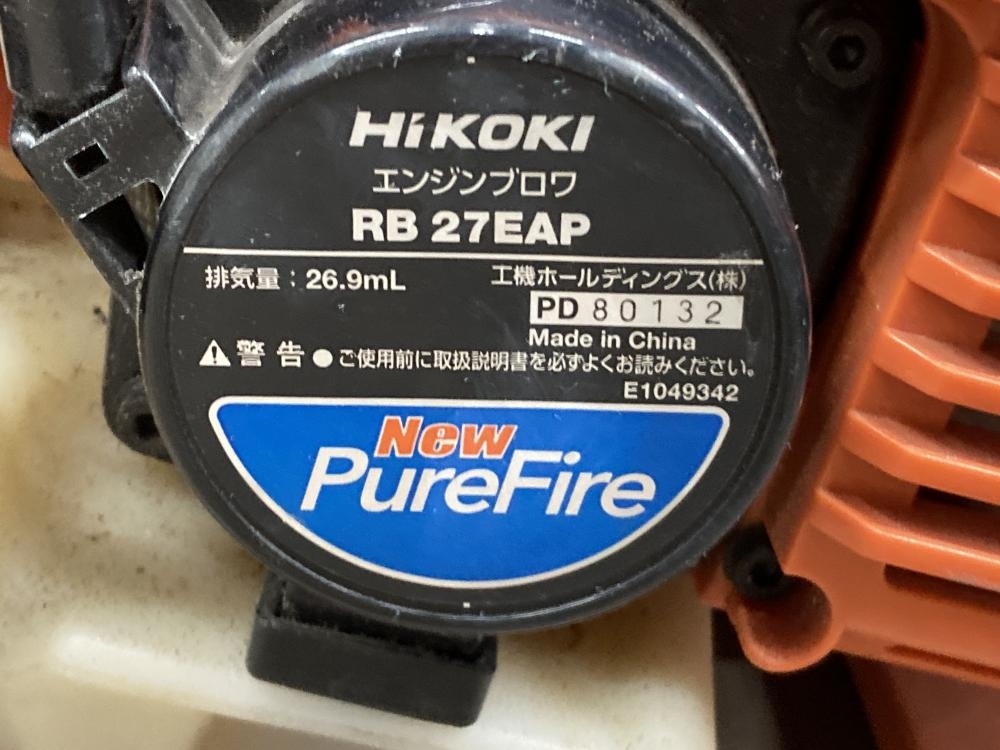 HiKOKI
エンジンブロワ
RB 27EAP
排気量：26.9mL
工機ホールディングス(株)
PD 80132
Made in China
警告 ●ご使用前に取扱説明書を必ずよくお読みください。
E1049342
New
PureFire